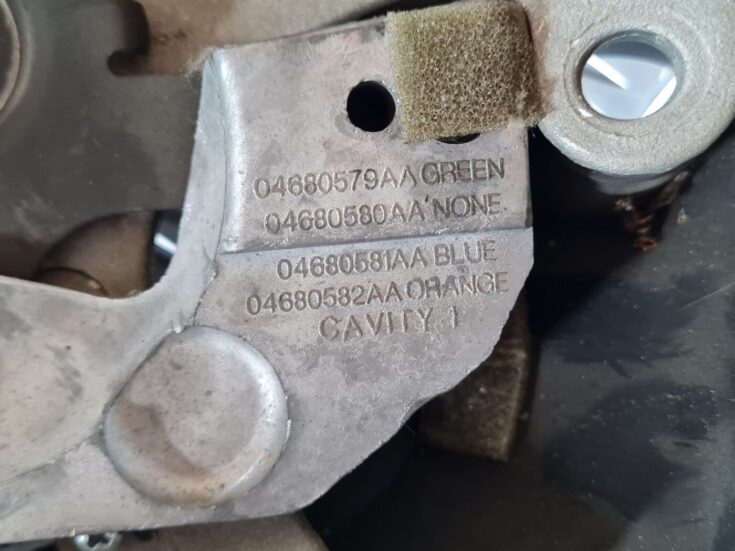 04680579AA GREEN
04680580AA NONE
04680581AA BLUE
04680582AA ORANGE
CAVITY 1